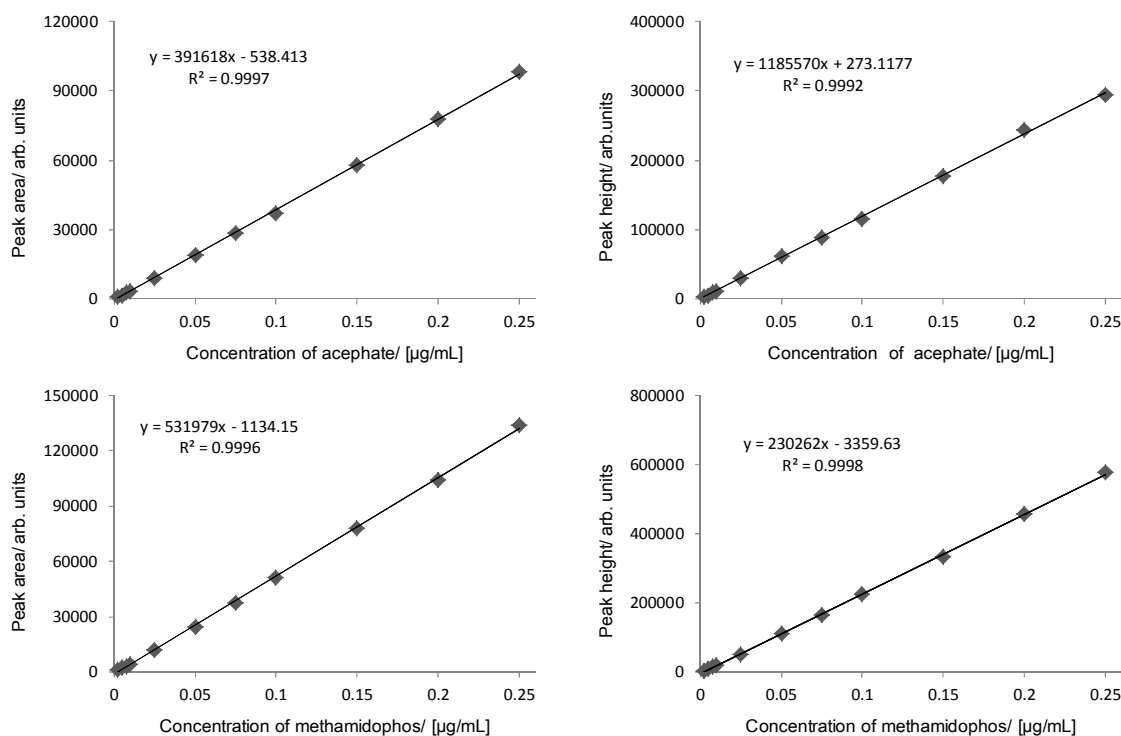 120000
90000
60000
30000
0
Peak area/ arb. units
y = 391618x - 538.413
R² = 0.9997
0 0.05 0.1 0.15 0.2 0.25
Concentration of acephate/ [µg/mL]
400000
300000
200000
100000
0
Peak height/ arb.units
y = 1185570x + 273.1177
R² = 0.9992
0 0.05 0.1 0.15 0.2 0.25
Concentration of acephate/ [µg/mL]
150000
120000
90000
60000
30000
0
Peak area/ arb. units
y = 531979x - 1134.15
R² = 0.9996
0 0.05 0.1 0.15 0.2 0.25
Concentration of methamidophos/ [µg/mL]
800000
600000
400000
200000
0
Peak height/ arb. units
y = 230262x - 3359.63
R² = 0.9998
0 0.05 0.1 0.15 0.2 0.25
Concentration of methamidophos/ [µg/mL]